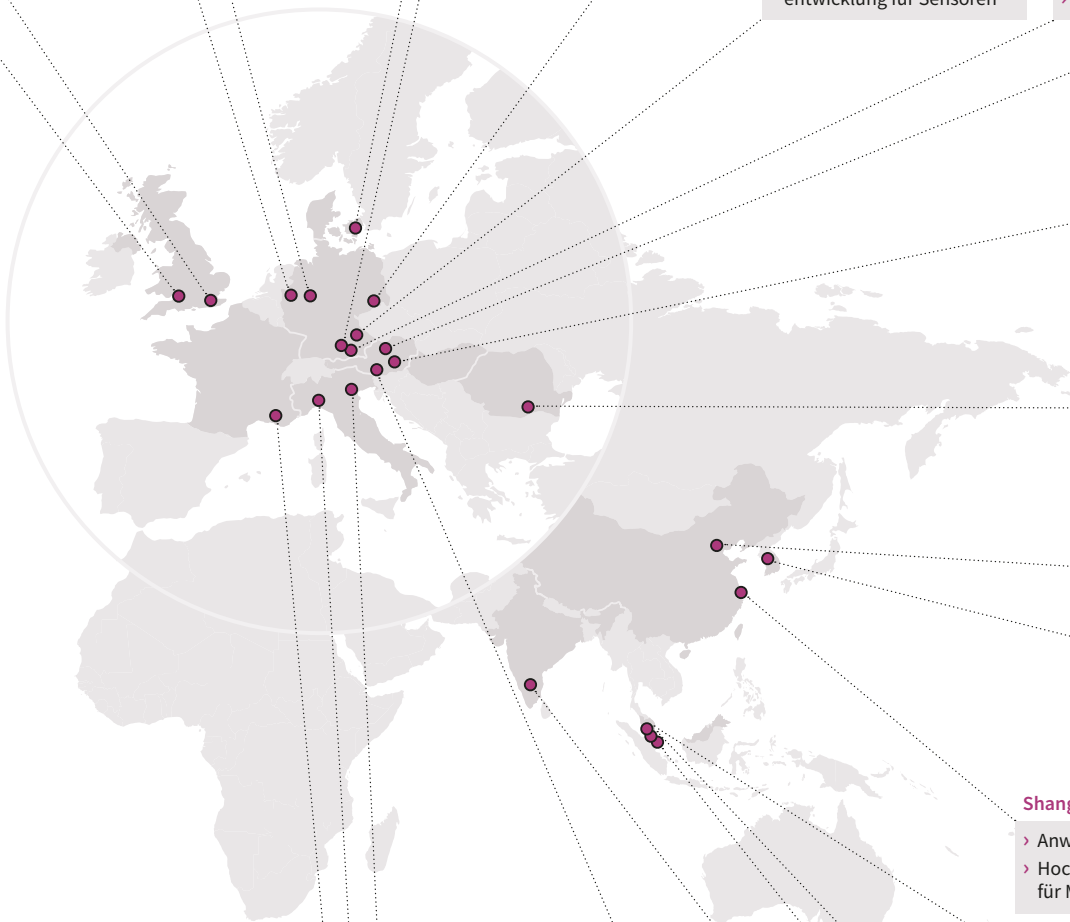 entwicklung für Sensoren
›
Shang
› Anw
› Hoc
für M